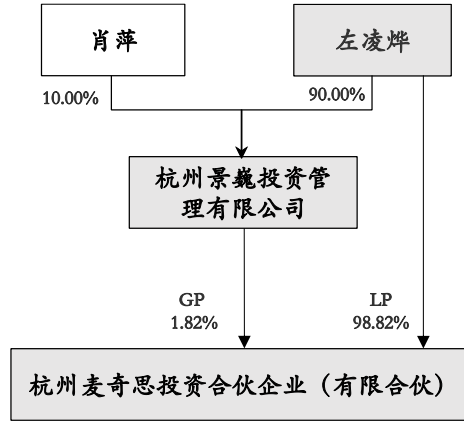 肖萍
左凌烨
10.00%
90.00%
杭州景巍投资管
理有限公司
GP
1.82%
LP
98.82%
杭州麦奇思投资合伙企业（有限合伙）